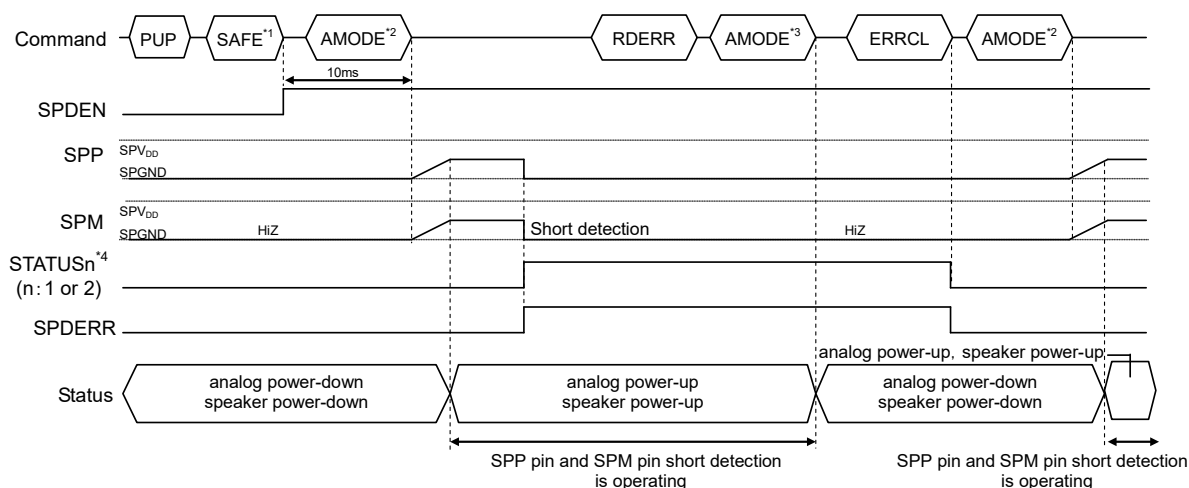 Command PUP SAFE*1 AMODE*2 RDERR AMODE*3 ERRCL AMODE*2
10ms
SPDEN
SPP SPVDD
SPGND
SPM SPVDD
SPGND HiZ Short detection HiZ
STATUSn*4
(n:1 or 2)
SPDERR
analog power-up, speaker power-up
Status analog power-down analog power-up analog power-down
speaker power-down speaker power-up speaker power-down
SPP pin and SPM pin short detection SPP pin and SPM pin short detection
is operating is operating